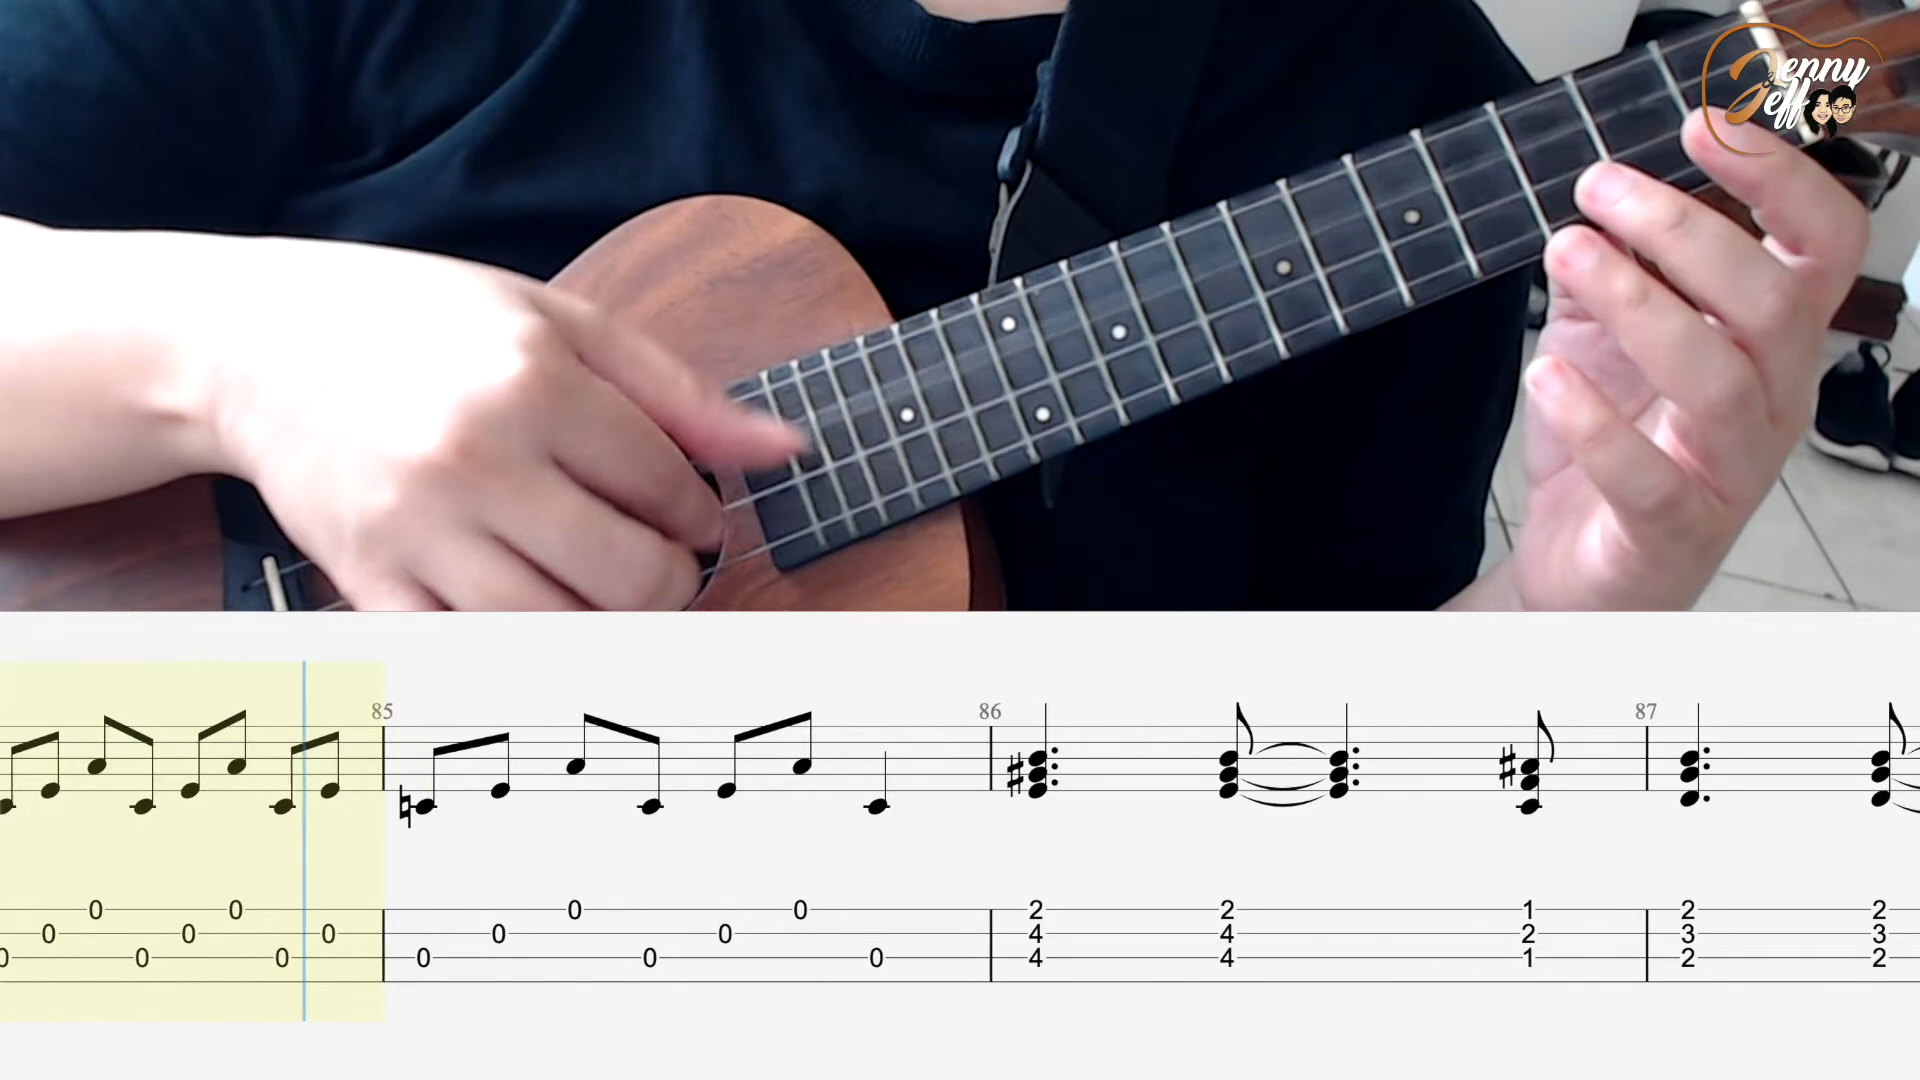 Jenny
&
Jeff
85 86 87
0 0 0 0 2 2 1 2 2
0 0 0 0 0 4 4 2 3 3
0 0 0 0 0 0 4 4 1 2 2